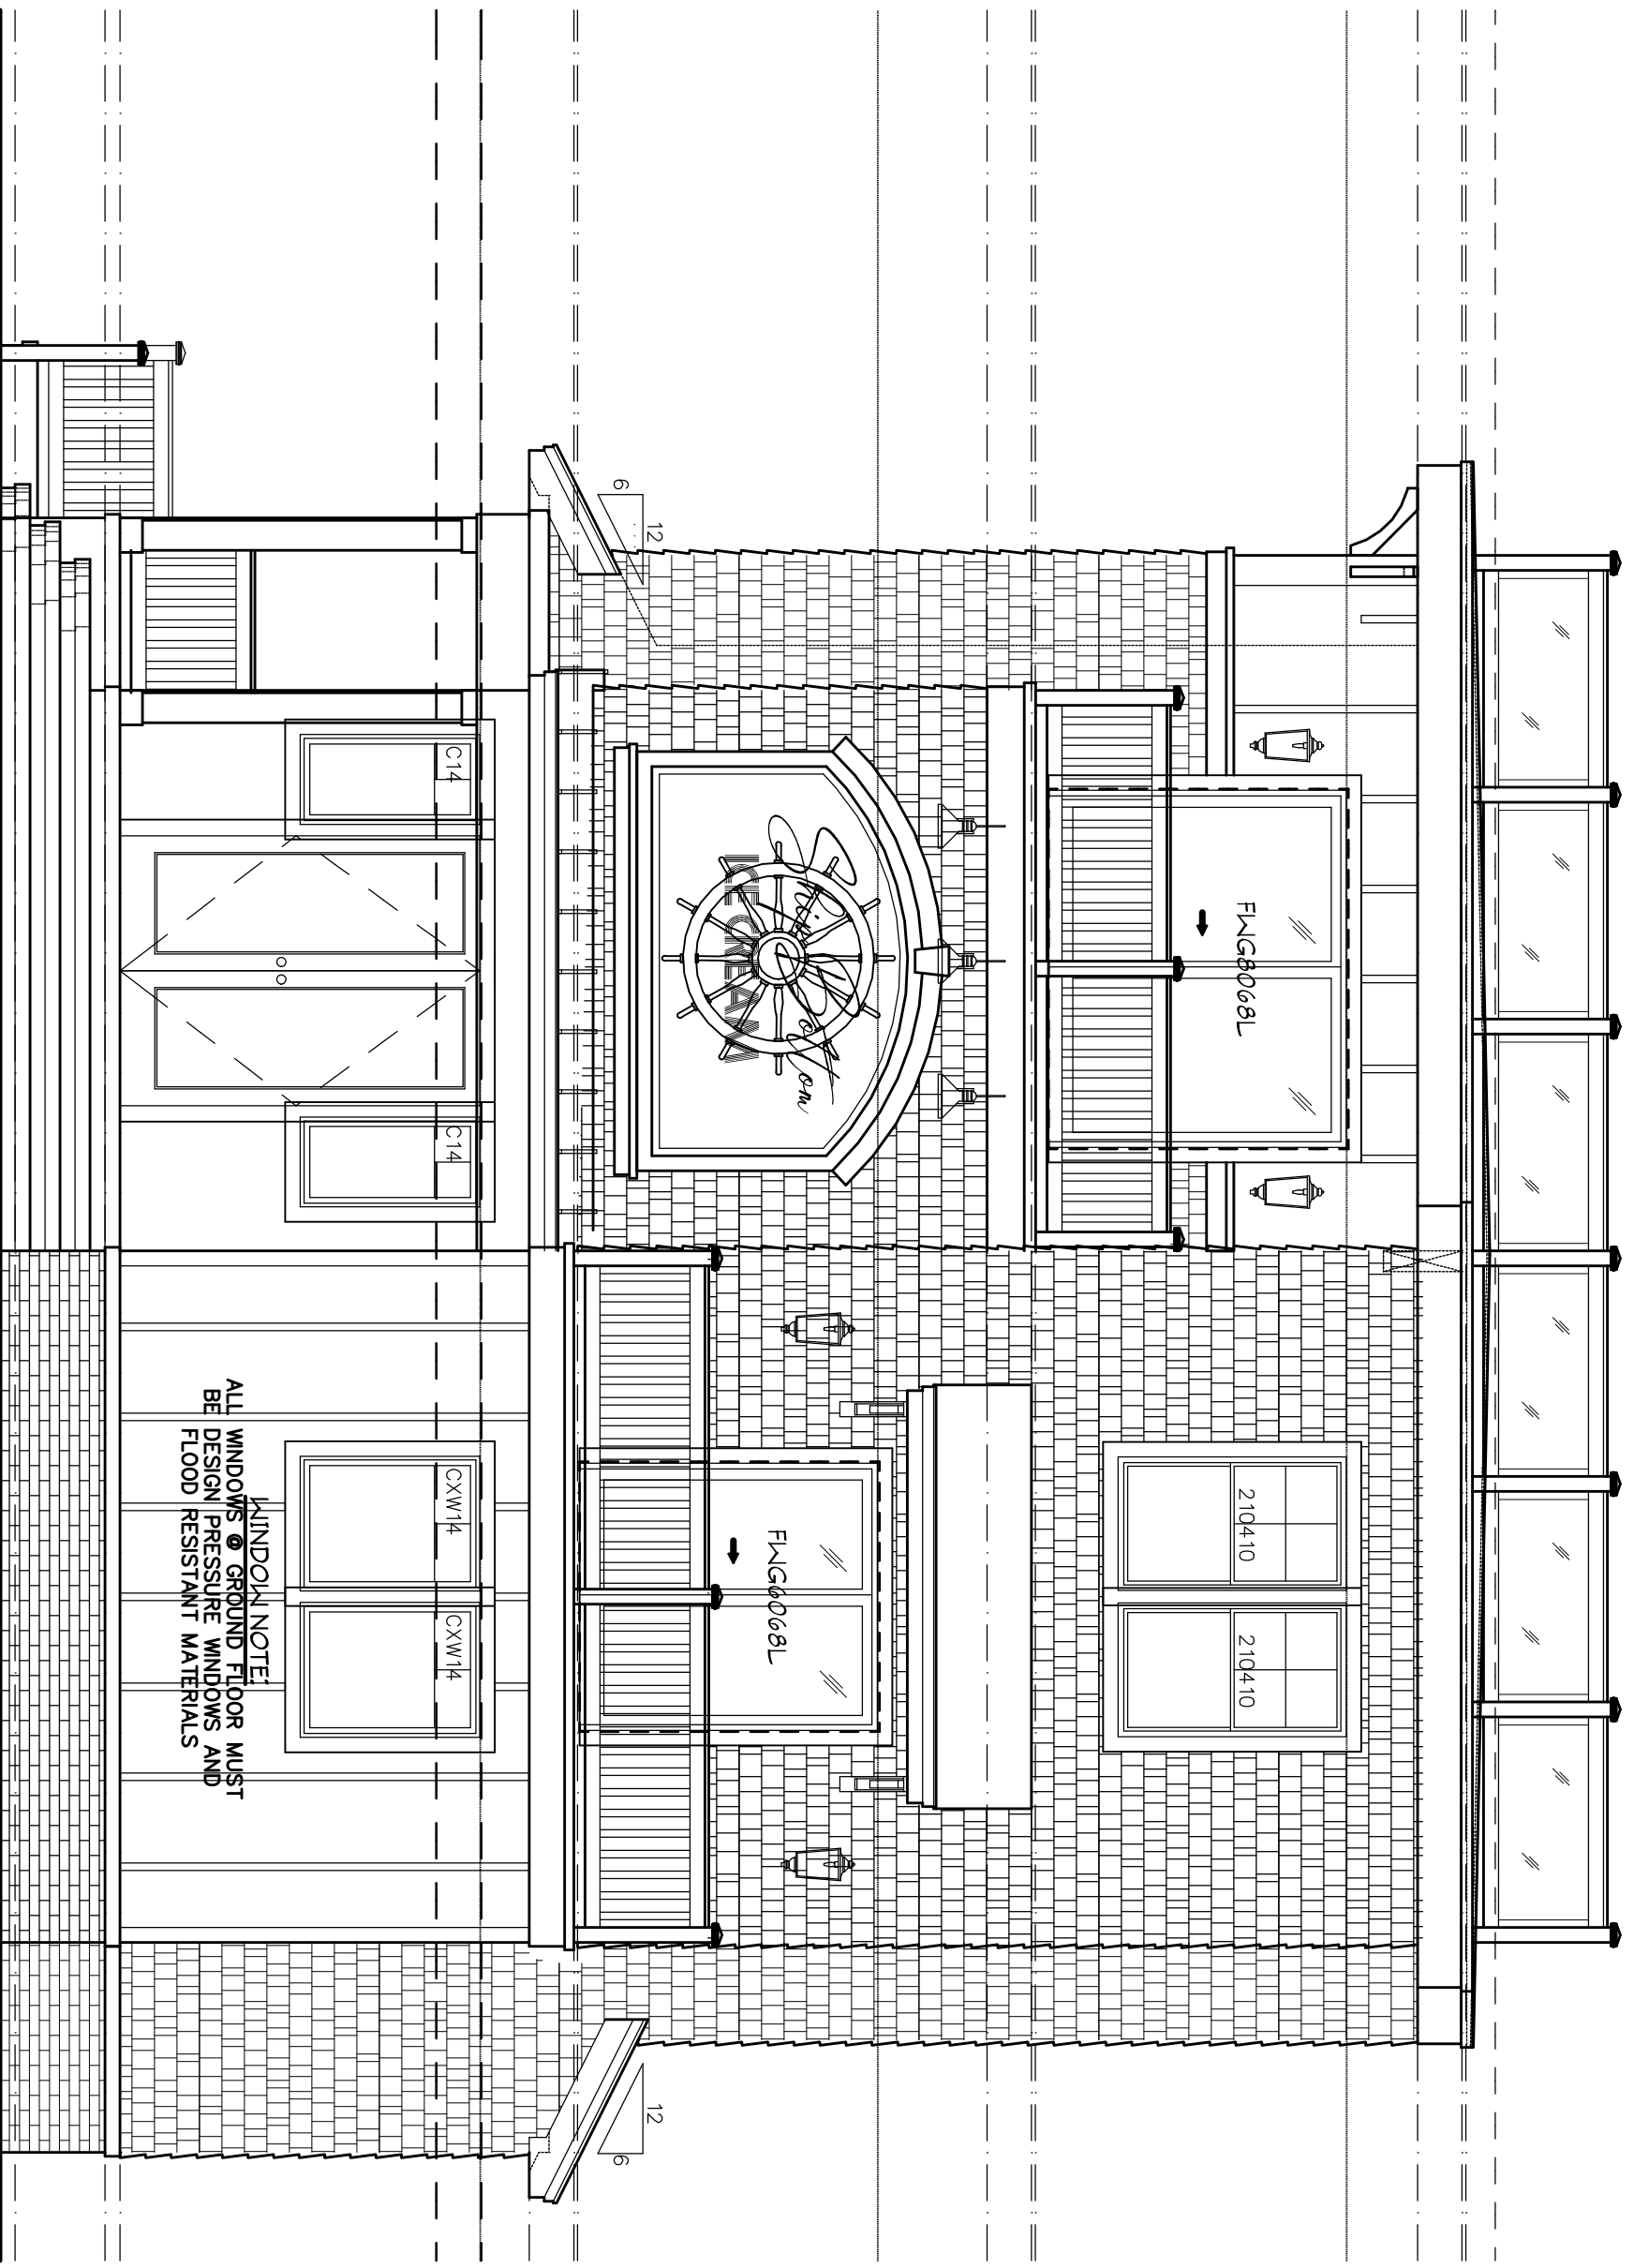 FWG8068L
210410
210410
6
12
12
6
FWG6068L
ICE CREAM
C14
C14
CXW14
CXW14
WINDOW NOTE:
ALL WINDOWS @ GROUND FLOOR MUST
BE DESIGN PRESSURE WINDOWS AND
FLOOD RESISTANT MATERIALS